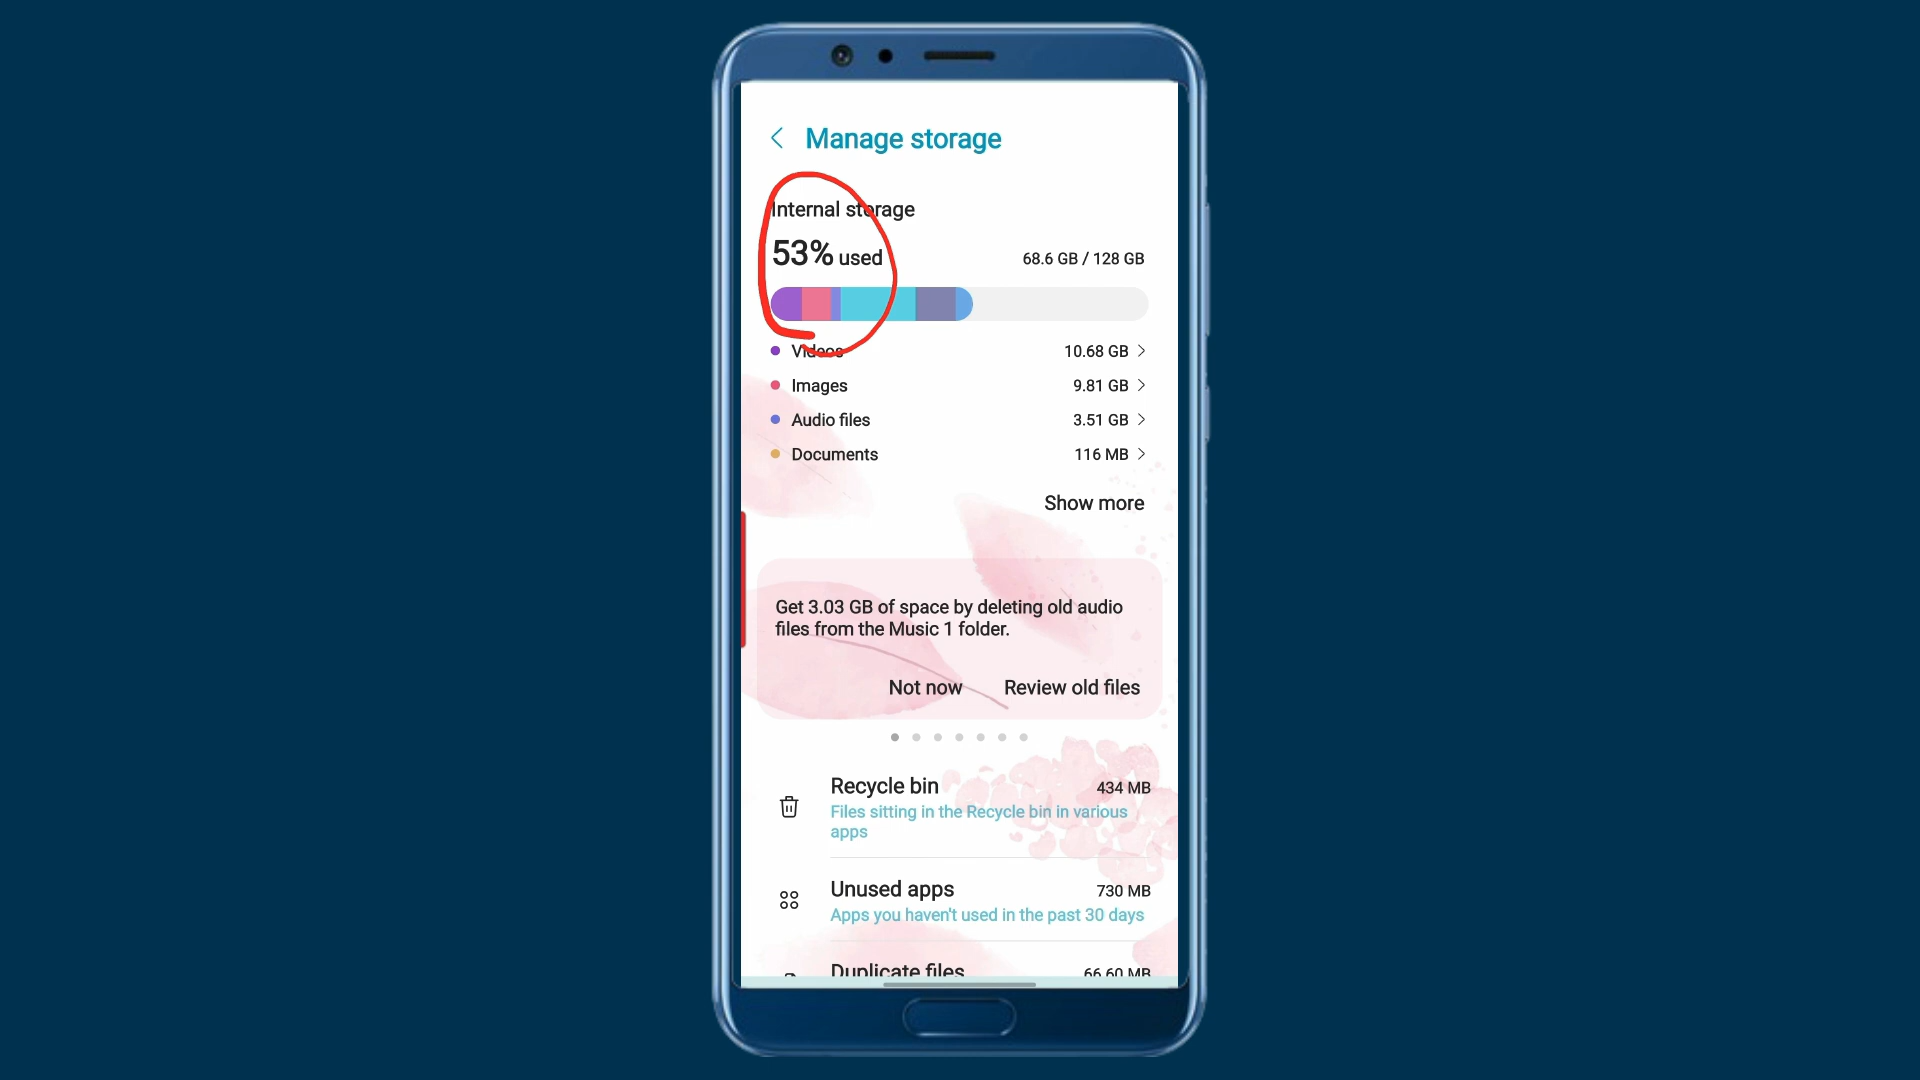 Manage storage
Internal storage
53% used
68.6 GB / 128 GB
Videos 10.68 GB
Images 9.81 GB
Audio files 3.51 GB
Documents 116 MB
Show more
Get 3.03 GB of space by deleting old audio
files from the Music 1 folder.
Not now Review old files
Recycle bin 434 MB
Files sitting in the Recycle bin in various
apps
Unused apps 730 MB
Apps you haven't used in the past 30 days
Duplicate files 66.60 MB